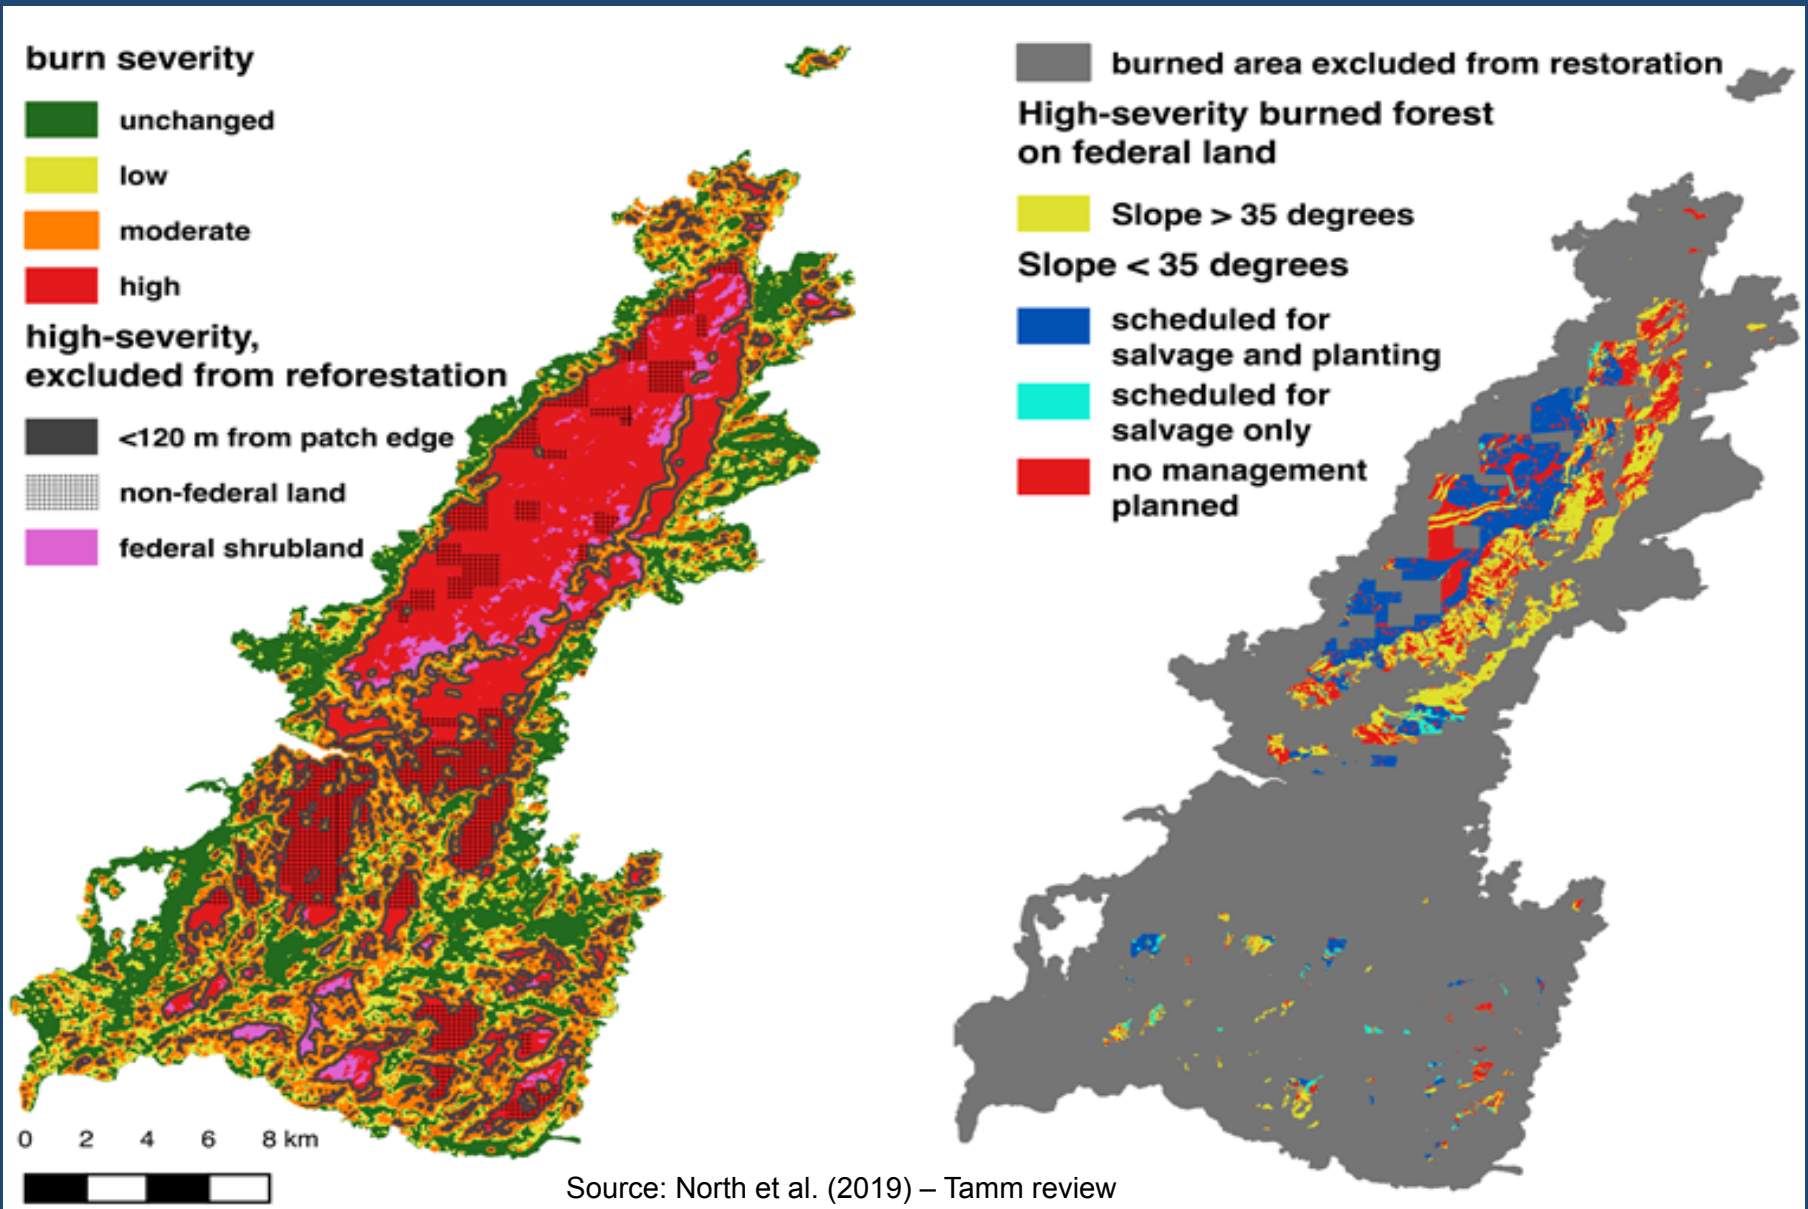 burn severity
unchanged
low
moderate
high
high-severity,
excluded from reforestation
<120 m from patch edge
non-federal land
federal shrubland
0 2 4 6 8 km
burned area excluded from restoration
High-severity burned forest
on federal land
Slope > 35 degrees
Slope < 35 degrees
scheduled for
salvage and planting
scheduled for
salvage only
no management
planned
Source: North et al. (2019) – Tamm review